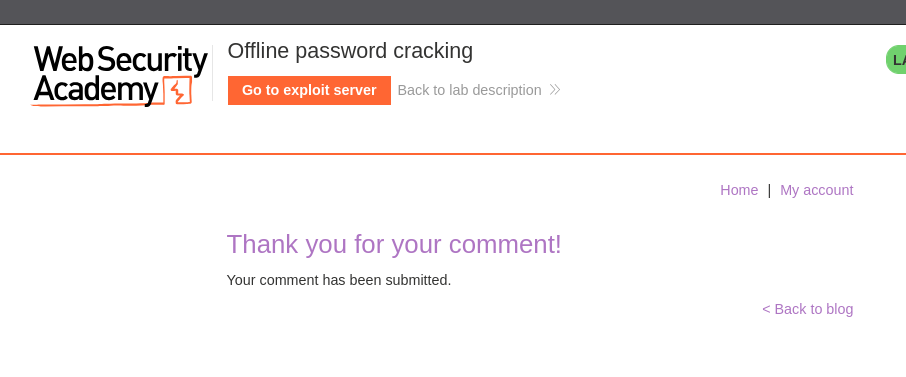 Web Security
Academy
Offline password cracking
Go to exploit server
Back to lab description
LA
Home | My account
Thank you for your comment!
Your comment has been submitted.
< Back to blog